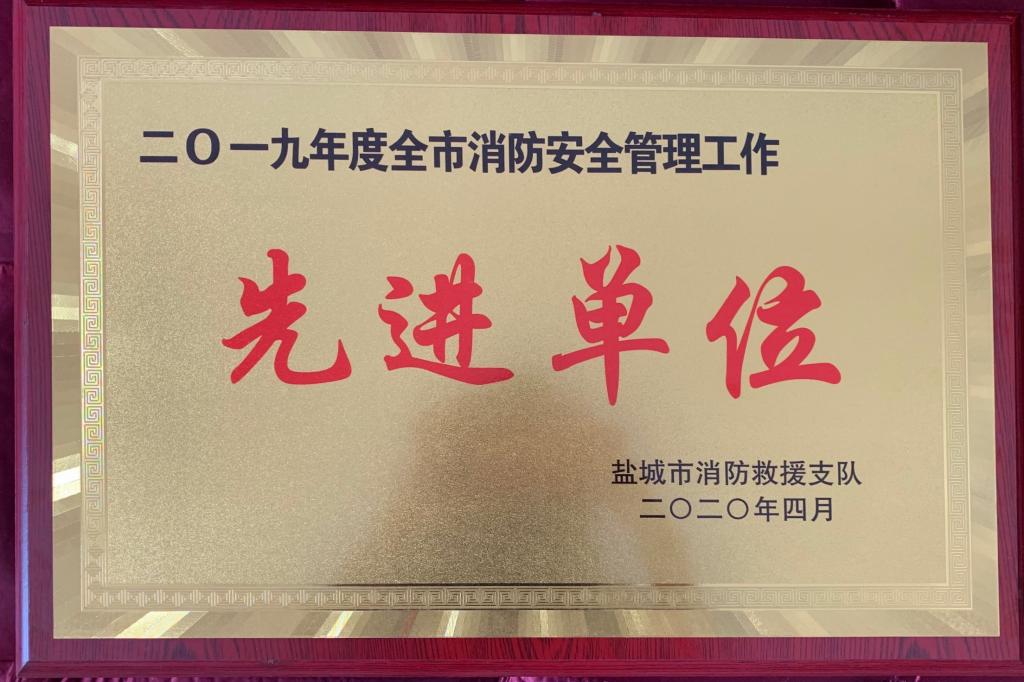 二〇一九年度全市消防安全管理工作
先进单位
盐城市消防救援支队
二〇二〇年四月